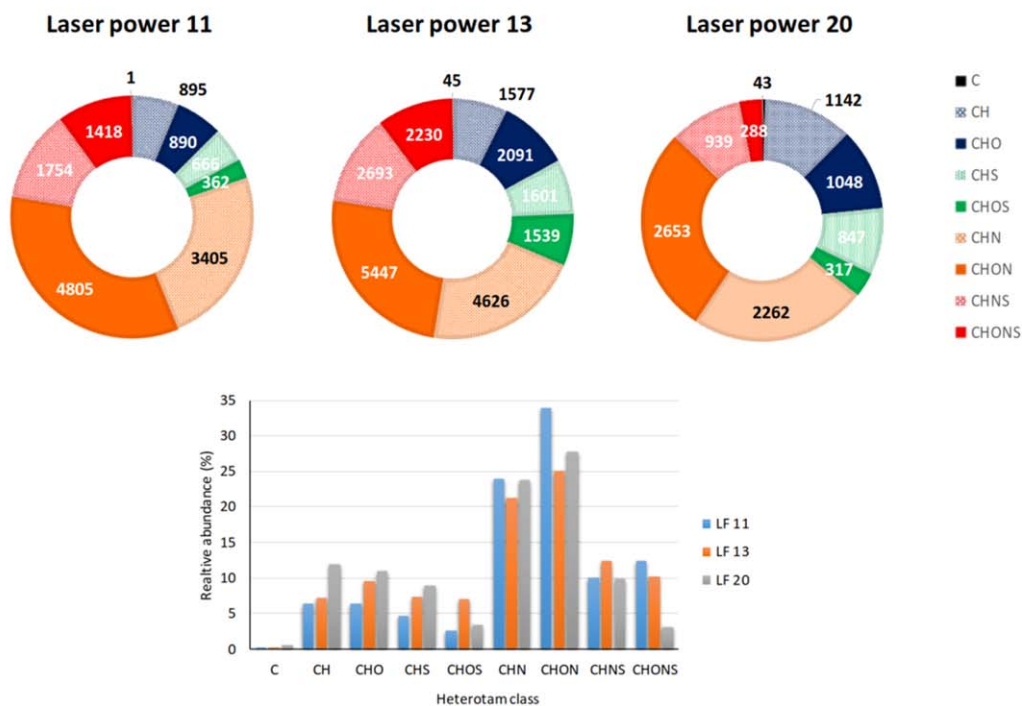 Laser power 11
Laser power 13
Laser power 20
1
895
890
666
362
3405
4805
1754
1418
45
1577
2091
1601
1539
4626
5447
2693
2230
43
1142
1048
847
317
2262
2653
939
288
C
CH
CHO
CHS
CHOS
CHN
CHON
CHNS
CHONS
Realtive abundance (%)
35
30
25
20
15
10
5
0
C CH CHO CHS CHOS CHN CHON CHNS CHONS
Heterotam class
LF 11
LF 13
LF 20